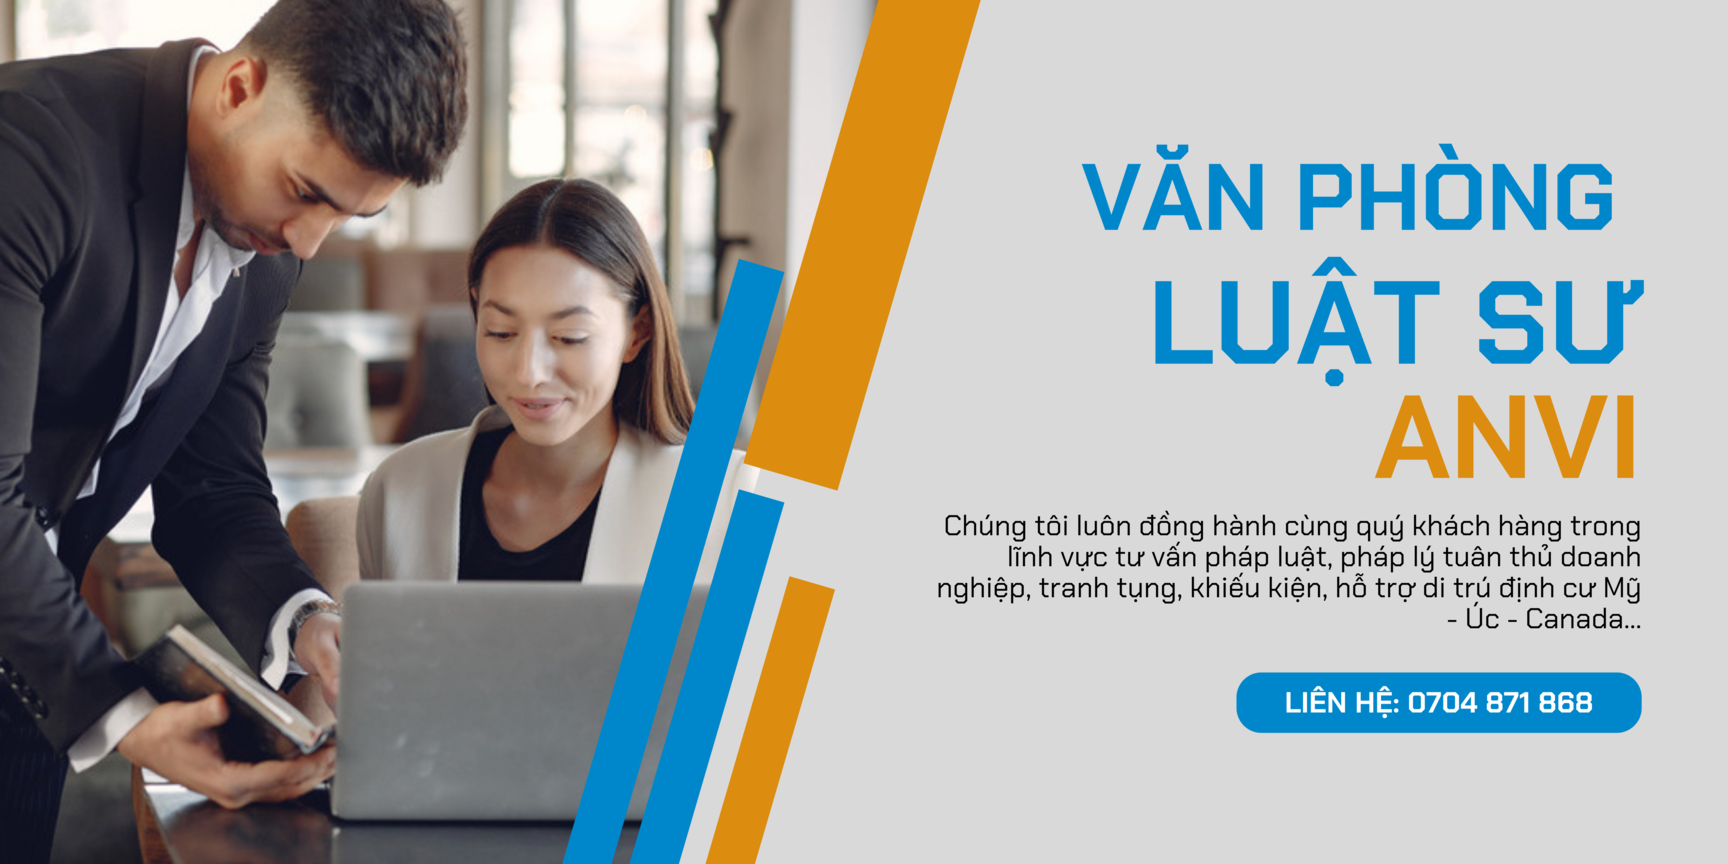 VĂN PHÒNG
LUẬT SƯ
ANVI
Chúng tôi luôn đồng hành cùng quý khách hàng trong
lĩnh vực tư vấn pháp luật, pháp lý tuân thủ doanh
nghiệp, tranh tụng, khiếu kiện, hỗ trợ di trú định cư Mỹ
- Úc - Canada...
LIÊN HỆ: 0704 871 868